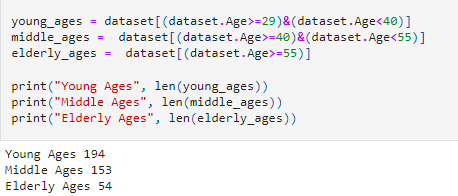 young_ages = dataset[(dataset.Age>=29)&(dataset.Age<40)]
middle_ages =  dataset[(dataset.Age>=40)&(dataset.Age<55)]
elderly_ages =  dataset[(dataset.Age>=55)]
print("Young Ages", len(young_ages))
print("Middle Ages", len(middle_ages))
print("Elderly Ages", len(elderly_ages))
Young Ages 194
Middle Ages 153
Elderly Ages 54